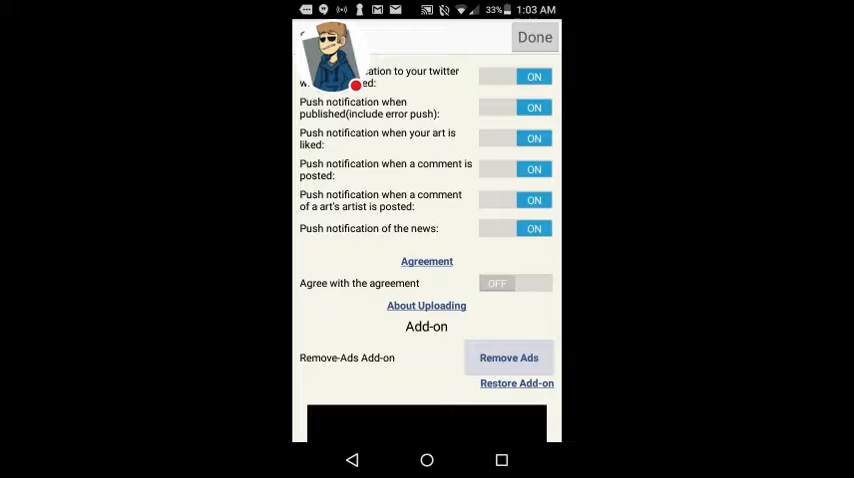 33% 1:03 AM
Done
ation to your twitter
w ed: ON
Push notification when
published(include error push): ON
Push notification when your art is
liked: ON
Push notification when a comment is
posted: ON
Push notification when a comment
of a art's artist is posted: ON
Push notification of the news: ON
Agreement
Agree with the agreement OFF
About Uploading
Add-on
Remove-Ads Add-on Remove Ads
Restore Add-on